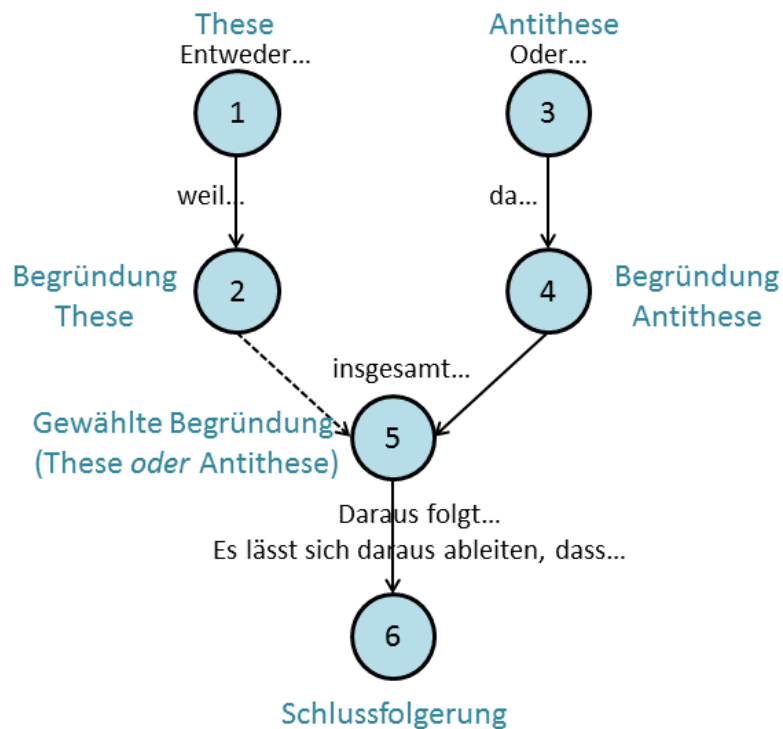 These
Entweder...
1
weil...
Begründung
These
2
Antithese
Oder...
3
da...
4
Begründung
Antithese
insgesamt...
Gewählte Begründung
(These oder Antithese)
5
Daraus folgt...
Es lässt sich daraus ableiten, dass...
6
Schlussfolgerung